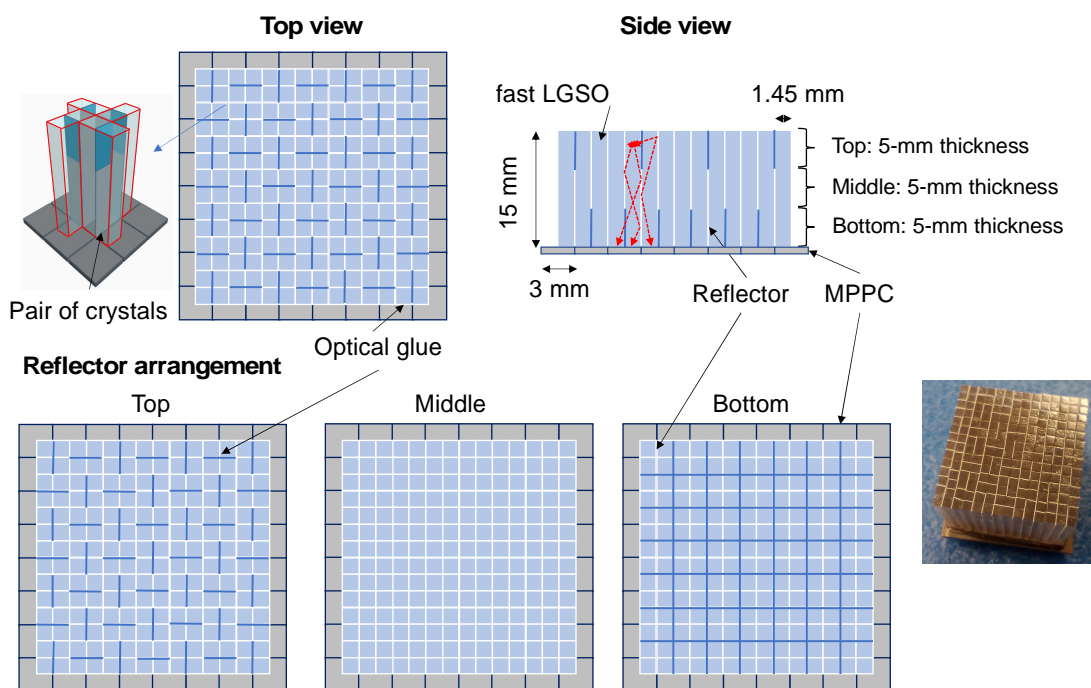 Top view
Side view
fast LGSO
1.45 mm
Top: 5-mm thickness
15 mm
Middle: 5-mm thickness
Bottom: 5-mm thickness
3 mm
Reflector
MPPC
Pair of crystals
Optical glue
Reflector arrangement
Top
Middle
Bottom